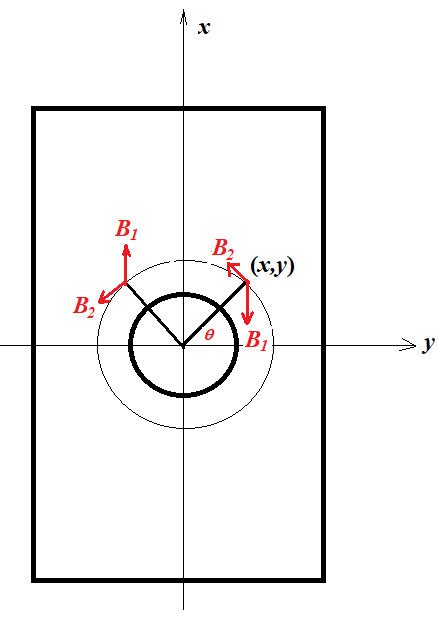 x
B₁
B₂
(x,y)
B₂
θ
B₁
y